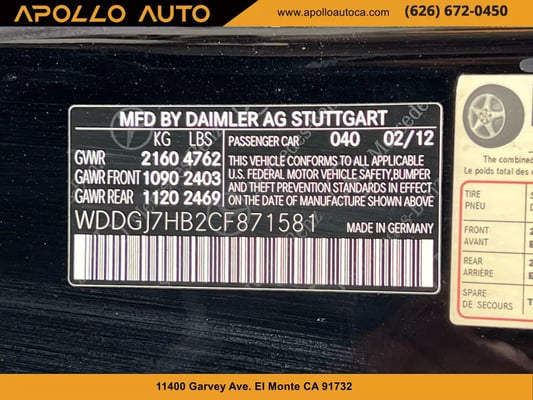 APOLLO AUTO
www.apolloautoca.com
(626) 672-0450
MFD BY DAIMLER AG STUTTGART
KG LBS PASSENGER CAR 040 02/12
GVWR 2160 4762
GAWR FRONT 1090 2403
GAWR REAR 1120 2469
THIS VEHICLE CONFORMS TO ALL APPLICABLE
U.S. FEDERAL MOTOR VEHICLE SAFETY,BUMPER
AND THEFT PREVENTION STANDARDS IN EFFECT
ON THE DATE OF MANUFACTURE SHOWN ABOVE.
WDDGJ7HB2CF871581 MADE IN GERMANY
The combined
Le poids total des
TIRE
PNEU
FRONT
AVANT
REAR
ARRIÈRE
SPARE
DE SECOURS
11400 Garvey Ave. El Monte CA 91732